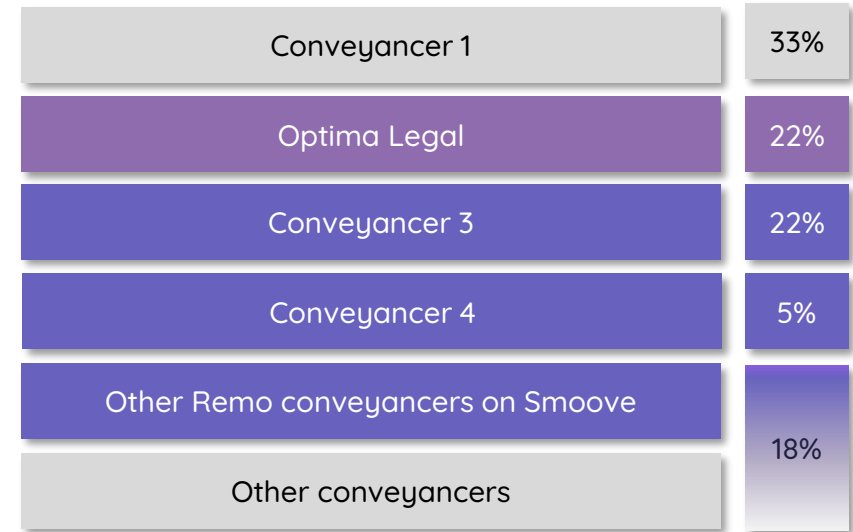 Conveyancer 1 33%
Optima Legal 22%
Conveyancer 3 22%
Conveyancer 4 5%
Other Remo conveyancers on Smoove
18%
Other conveyancers